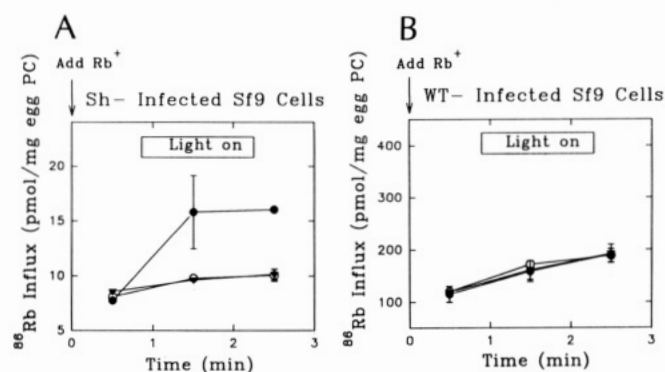 A
Add Rb+
Sh- Infected Sf9 Cells
Light on
86Rb Influx (pmol/mg egg PC)
20
15
10
5
0
1
2
3
Time (min)
B
Add Rb+
WT- Infected Sf9 Cells
Light on
86Rb Influx (pmol/mg egg PC)
400
300
200
100
0
1
2
3
Time (min)